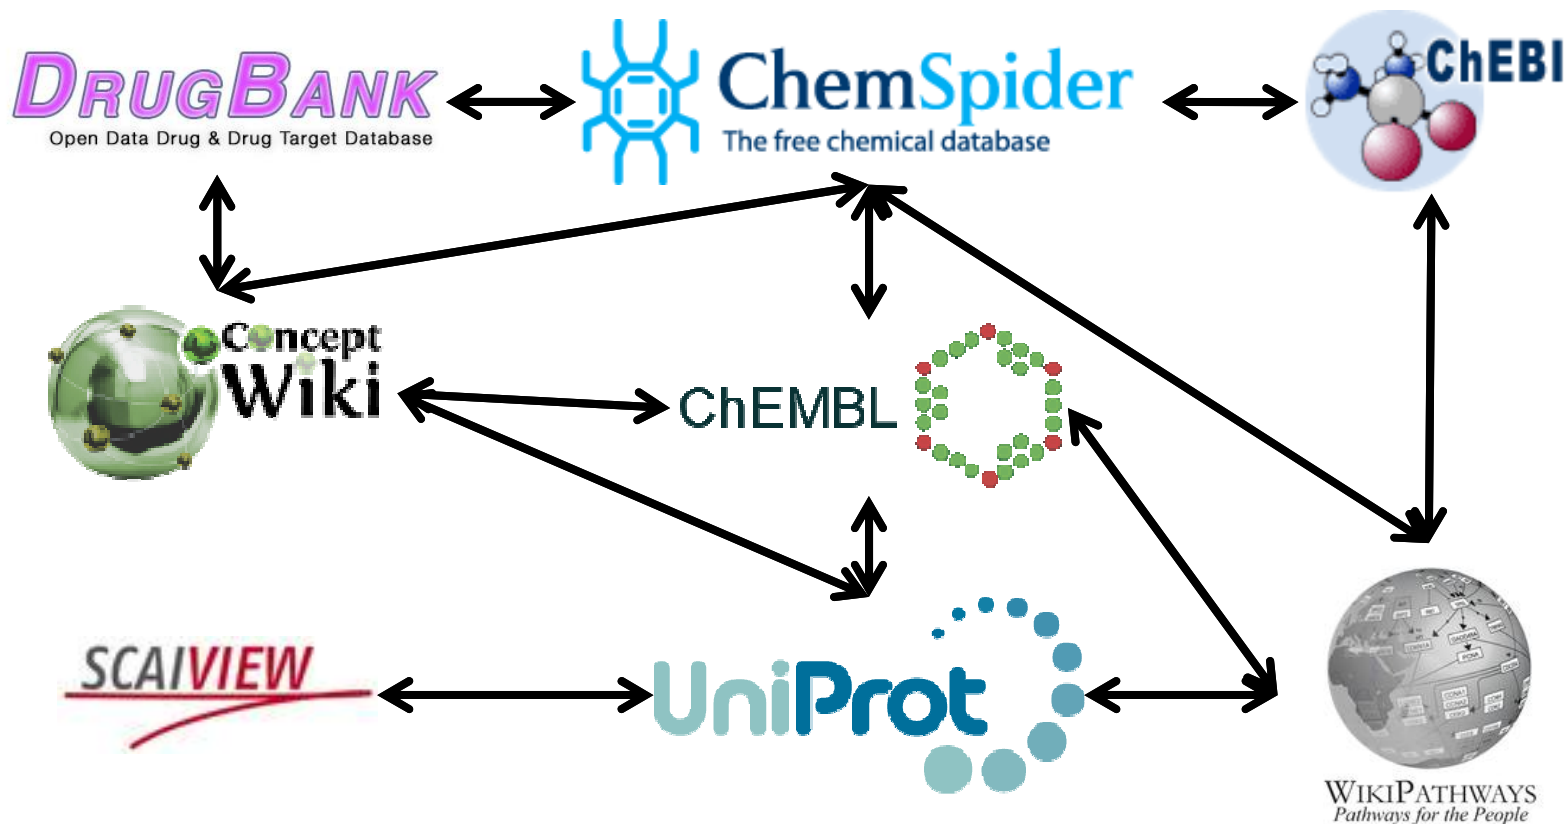 DRUGBANK
Open Data Drug & Drug Target Database
ChemSpider
The free chemical database
ChEBI
Concept
Wiki
ChEMBL
SCAIVIEW
UniProt
WIKIPATHWAYS
Pathways for the People